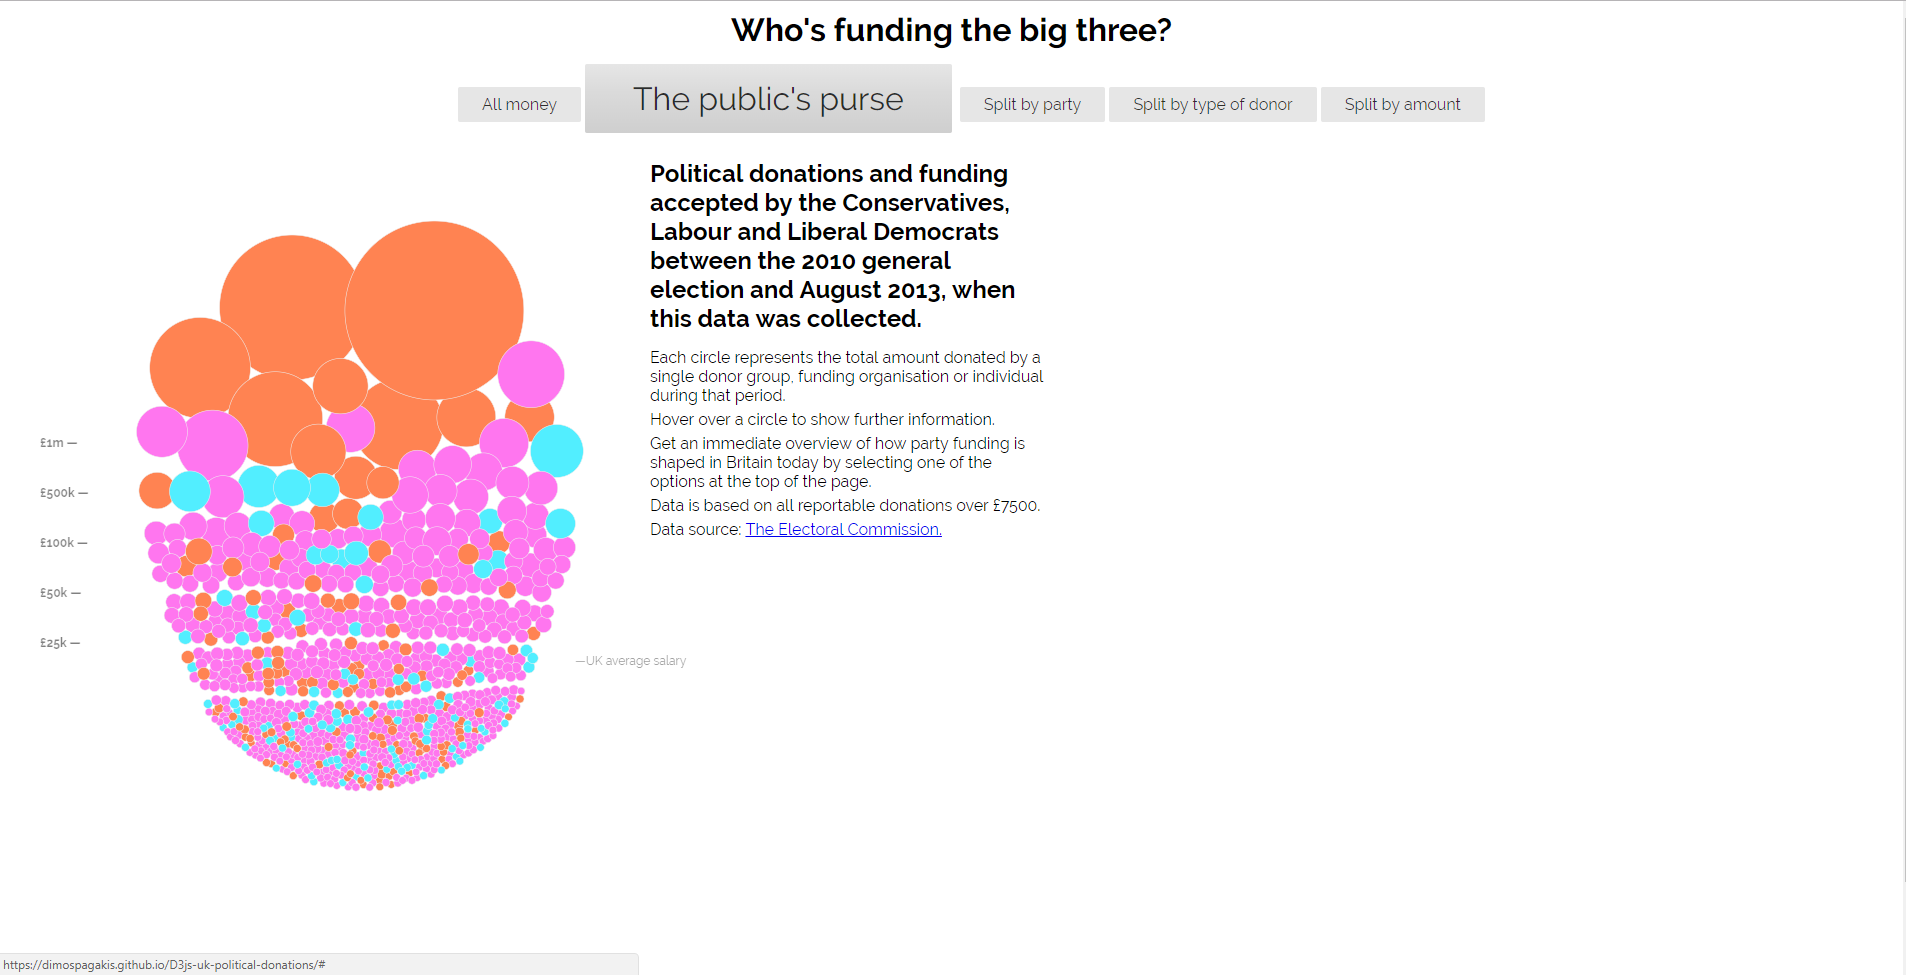 Who's funding the big three?
All money
The public's purse
Split by party
Split by type of donor
Split by amount
Political donations and funding
accepted by the Conservatives,
Labour and Liberal Democrats
between the 2010 general
election and August 2013, when
this data was collected.
Each circle represents the total amount donated by a
single donor group, funding organisation or individual
during that period.
Hover over a circle to show further information.
Get an immediate overview of how party funding is
shaped in Britain today by selecting one of the
options at the top of the page.
Data is based on all reportable donations over £7500.
Data source: The Electoral Commission.
£1m —
£500k —
£100k —
£50k —
£25k —
—UK average salary
https://dimospagakis.github.io/D3js-uk-political-donations/#